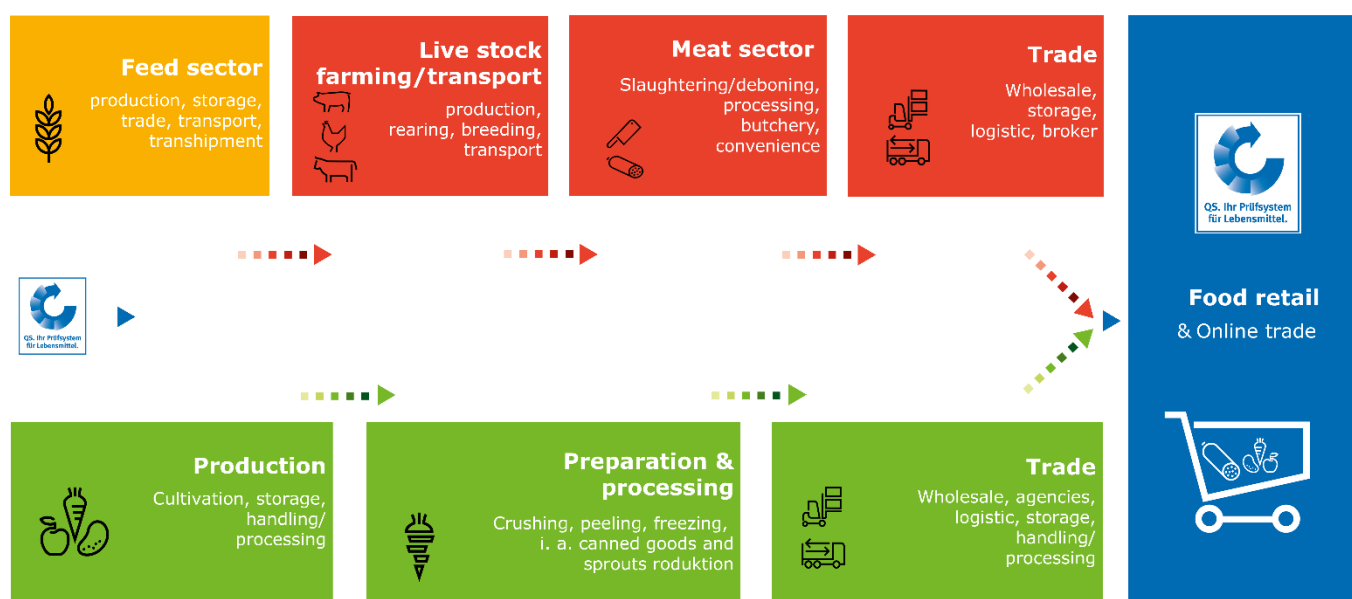 Feed sector
production, storage,
trade, transport,
transhipment
Live stock
farming/transport
production,
rearing, breeding,
transport
Meat sector
Slaughtering/deboning,
processing,
butchery,
convenience
Trade
Wholesale,
storage,
logistic, broker
QS. Ihr Prüfsystem
für Lebensmittel.
Food retail
& Online trade
QS. Ihr Prüfsystem
für Lebensmittel.
Production
Cultivation, storage,
handling/
processing
Preparation &
processing
Crushing, peeling, freezing,
i. a. canned goods and
sprouts roduktion
Trade
Wholesale, agencies,
logistic, storage,
handling/
processing